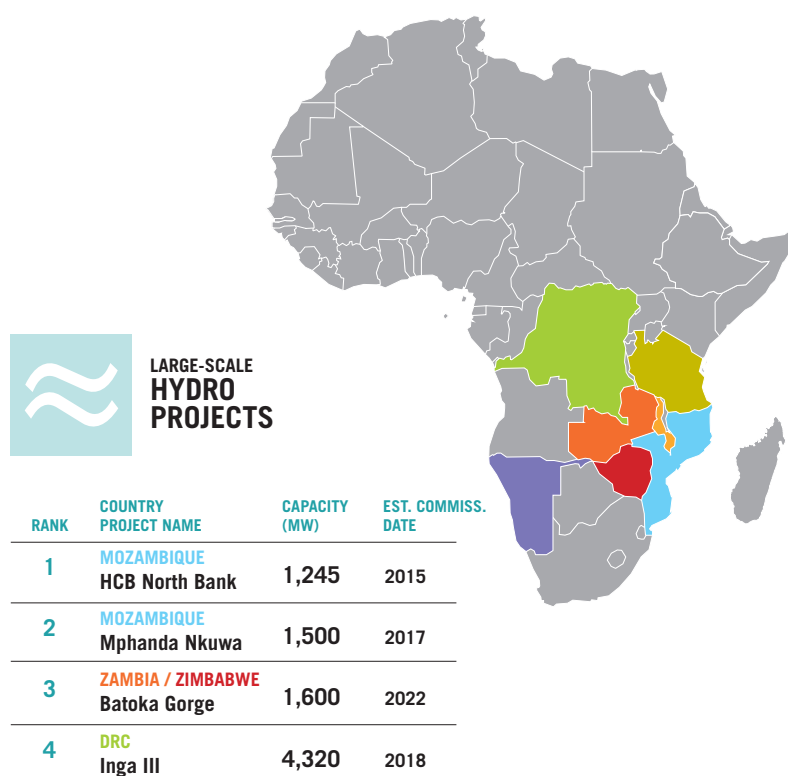 LARGE-SCALE
HYDRO
PROJECTS
RANK
COUNTRY
PROJECT NAME
CAPACITY
(MW)
EST. COMMISS.
DATE
1
MOZAMBIQUE
HCB North Bank
1,245
2015
2
MOZAMBIQUE
Mphanda Nkuwa
1,500
2017
3
ZAMBIA / ZIMBABWE
Batoka Gorge
1,600
2022
4
DRC
Inga III
4,320
2018